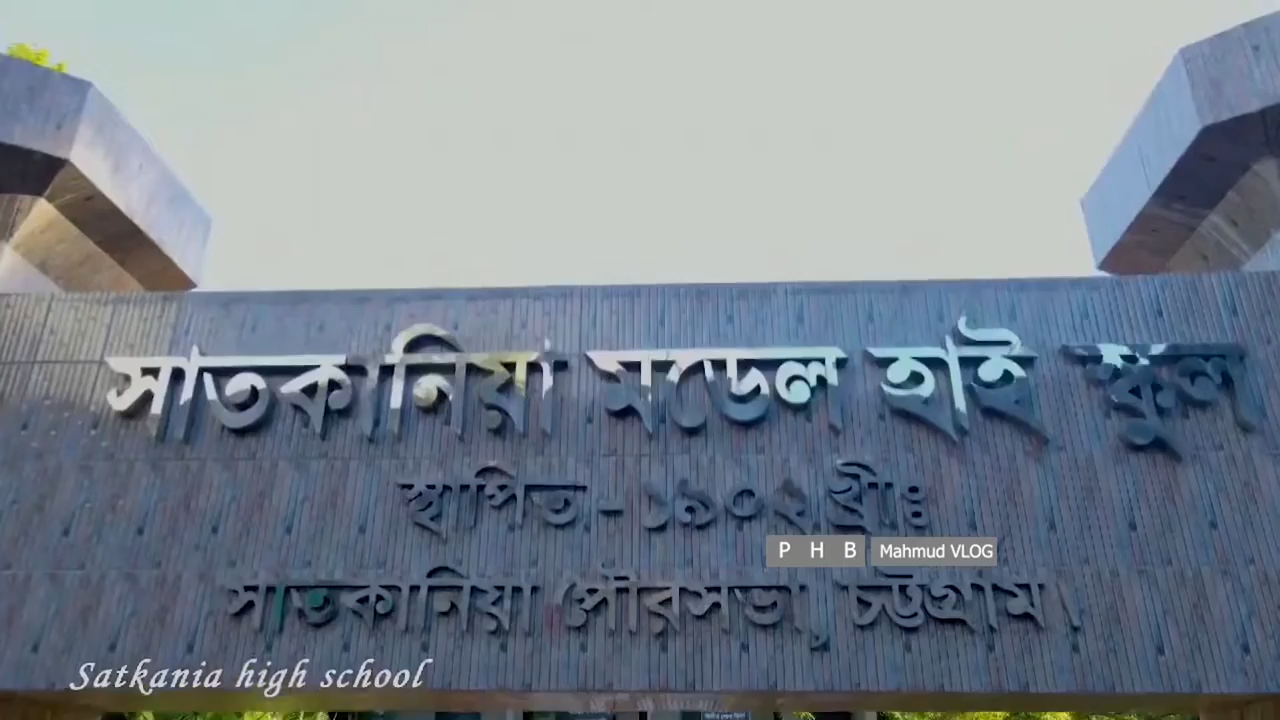 সাতকানিয়া মডেল হাই স্কুল
স্থাপিত - ১৯০২ খ্রীঃ
P H B Mahmud VLOG
সাতকানিয়া পৌরসভা, চট্টগ্রাম।
Satkania high school